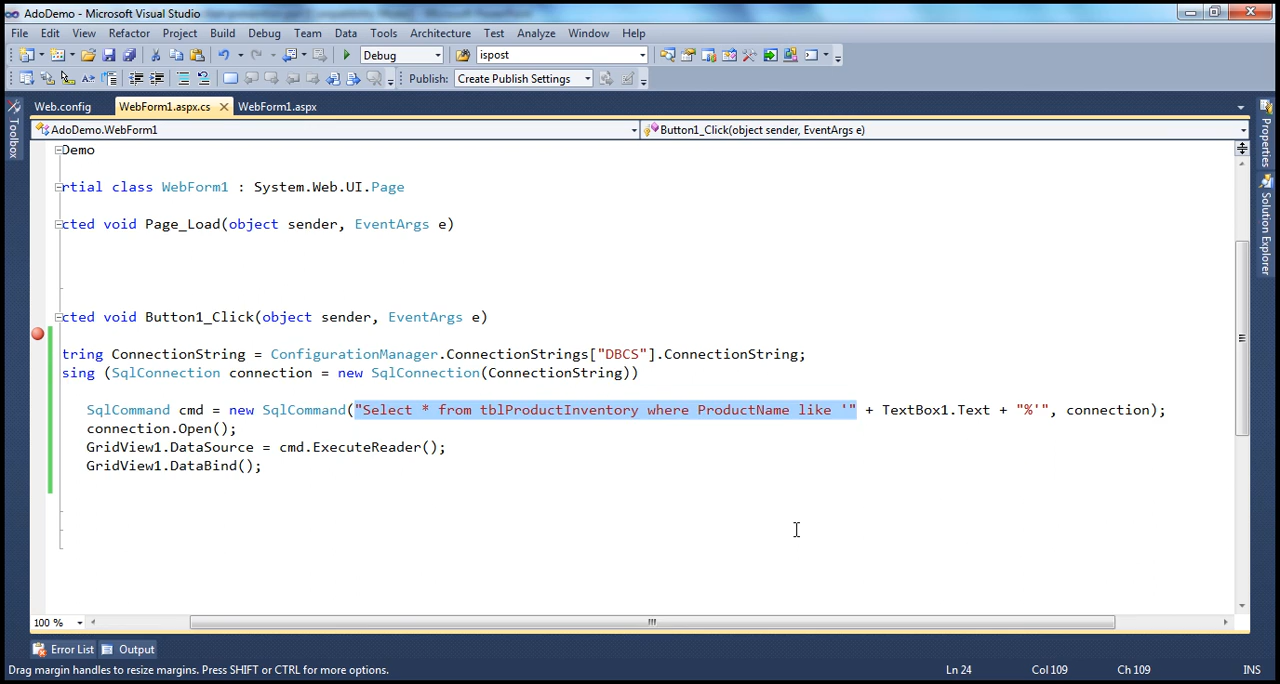 AdoDemo - Microsoft Visual Studio
File Edit View Refactor Project Build Debug Team Data Tools Architecture Test Analyze Window Help
Debug ispost
Publish: Create Publish Settings
Web.config WebForm1.aspx.cs WebForm1.aspx
AdoDemo.WebForm1 Button1_Click(object sender, EventArgs e)
Toolbox
Properties
Solution Explorer
Demo
rtial class WebForm1 : System.Web.UI.Page
cted void Page_Load(object sender, EventArgs e)
cted void Button1_Click(object sender, EventArgs e)
tring ConnectionString = ConfigurationManager.ConnectionStrings["DBCS"].ConnectionString;
sing (SqlConnection connection = new SqlConnection(ConnectionString))
SqlCommand cmd = new SqlCommand("Select * from tblProductInventory where ProductName like '" + TextBox1.Text + "%'", connection);
connection.Open();
GridView1.DataSource = cmd.ExecuteReader();
GridView1.DataBind();
100 %
Error List Output
Drag margin handles to resize margins. Press SHIFT or CTRL for more options. Ln 24 Col 109 Ch 109 INS